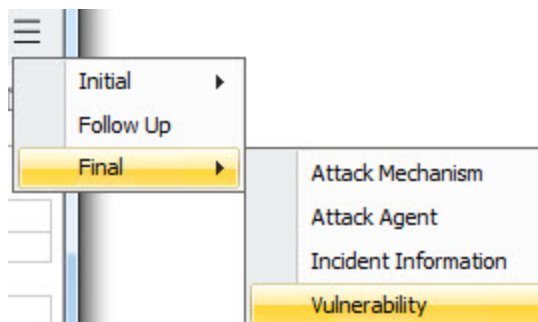 Initial
Follow Up
Final
Attack Mechanism
Attack Agent
Incident Information
Vulnerability